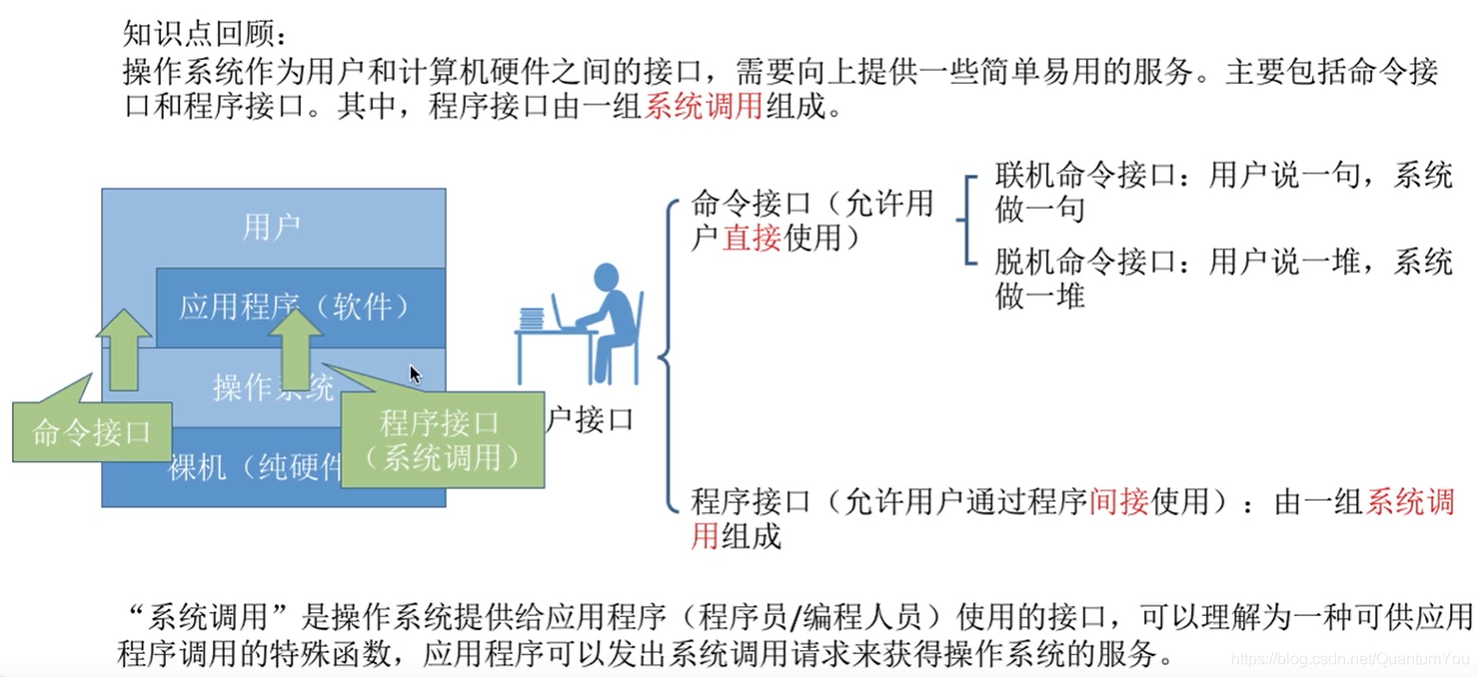 知识点回顾：
操作系统作为用户和计算机硬件之间的接口，需要向上提供一些简单易用的服务。主要包括命令接
口和程序接口。其中，程序接口由一组系统调用组成。
用户
应用程序（软件）
操作系统
裸机（纯硬件
命令接口
程序接口
（系统调用）
户接口
命令接口（允许用
户直接使用）
联机命令接口：用户说一句，系统
做一句
脱机命令接口：用户说一堆，系统
做一堆
程序接口（允许用户通过程序间接使用）：由一组系统调
用组成
“系统调用”是操作系统提供给应用程序（程序员/编程人员）使用的接口，可以理解为一种可供应用
程序调用的特殊函数，应用程序可以发出系统调用请求来获得操作系统的服务。
https://blog.csdn.net/QuantumYou